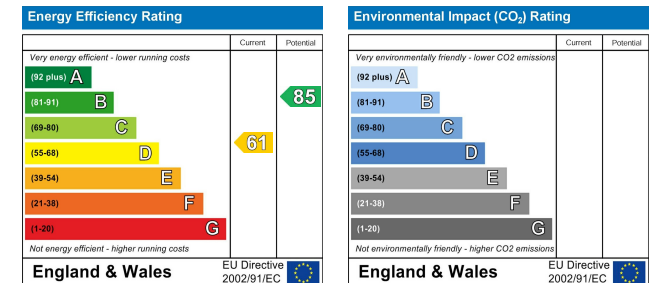 Energy Efficiency Rating
Current Potential
Very energy efficient - lower running costs
(92 plus) A
(81-91) B
85
(69-80) C
61
(55-68) D
(39-54) E
(21-38) F
(1-20) G
Not energy efficient - higher running costs
England & Wales
EU Directive
2002/91/EC
Environmental Impact (CO₂) Rating
Current Potential
Very environmentally friendly - lower CO2 emissions
(92 plus) A
(81-91) B
(69-80) C
(55-68) D
(39-54) E
(21-38) F
(1-20) G
Not environmentally friendly - higher CO2 emissions
England & Wales
EU Directive
2002/91/EC